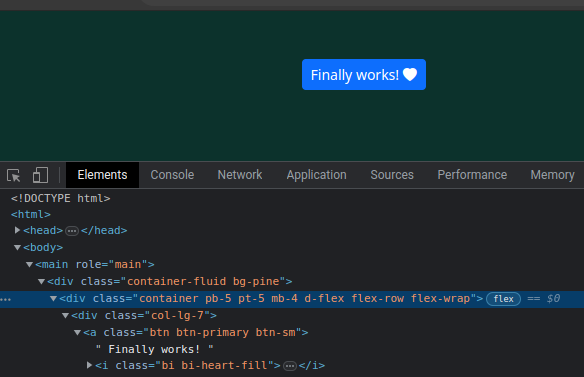 Finally works!
Elements Console Network Application Sources Performance Memory
<!DOCTYPE html>
<html>
<head>…</head>
<body>
<main role="main">
<div class="container-fluid bg-pine">
… <div class="container pb-5 pt-5 mb-4 d-flex flex-row flex-wrap"> flex == $0
<div class="col-lg-7">
<a class="btn btn-primary btn-sm">
" Finally works! "
<i class="bi bi-heart-fill">…</i>